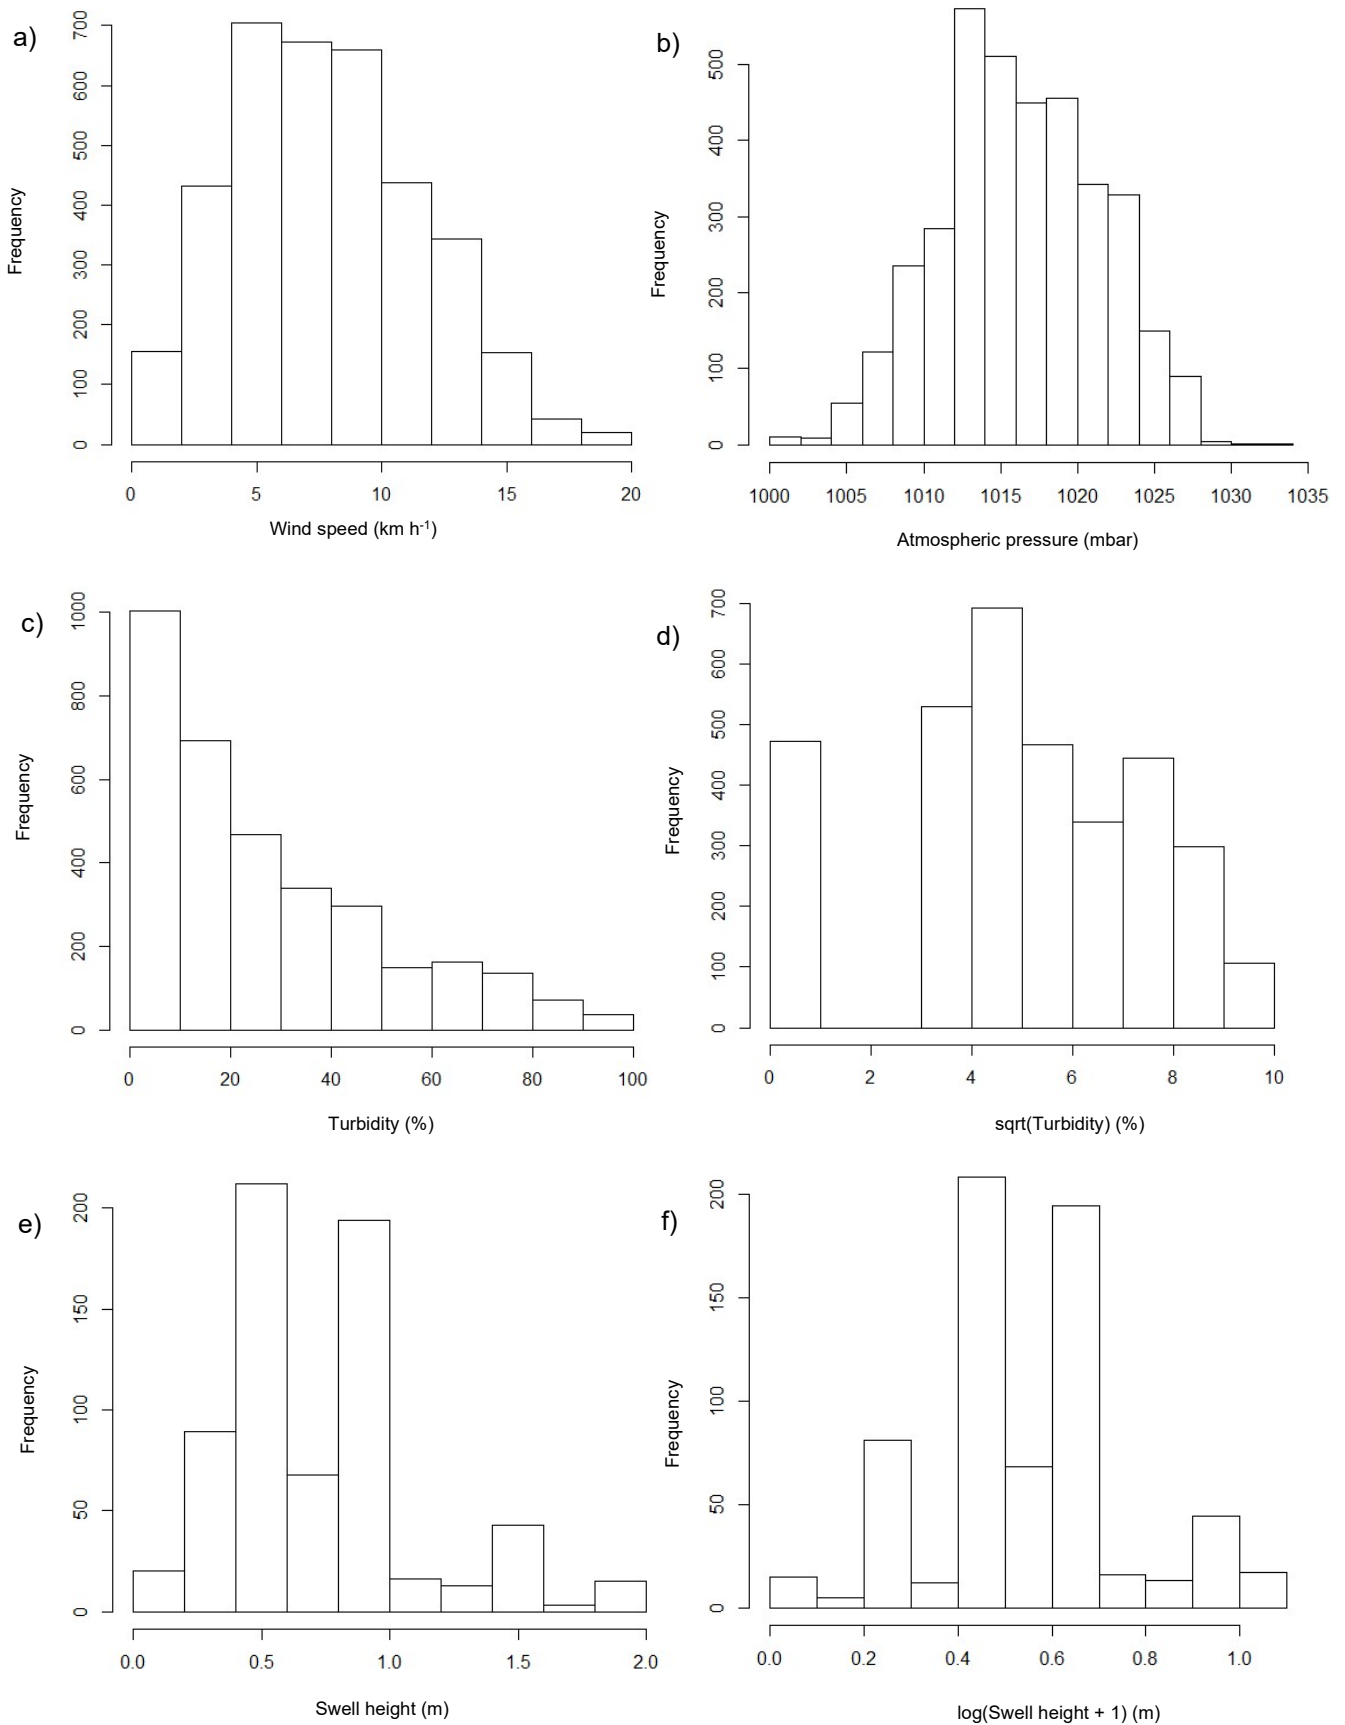 a)
700
600
500
400
300
200
100
0
Frequency
0 5 10 15 20
Wind speed (km h-1)
b)
500
400
300
200
100
0
Frequency
1000 1005 1010 1015 1020 1025 1030 1035
Atmospheric pressure (mbar)
c)
1000
800
600
400
200
0
Frequency
0 20 40 60 80 100
Turbidity (%)
d)
700
600
500
400
300
200
100
0
Frequency
0 2 4 6 8 10
sqrt(Turbidity) (%)
e)
200
150
100
50
0
Frequency
0.0 0.5 1.0 1.5 2.0
Swell height (m)
f)
200
150
100
50
0
Frequency
0.0 0.2 0.4 0.6 0.8 1.0
log(Swell height + 1) (m)